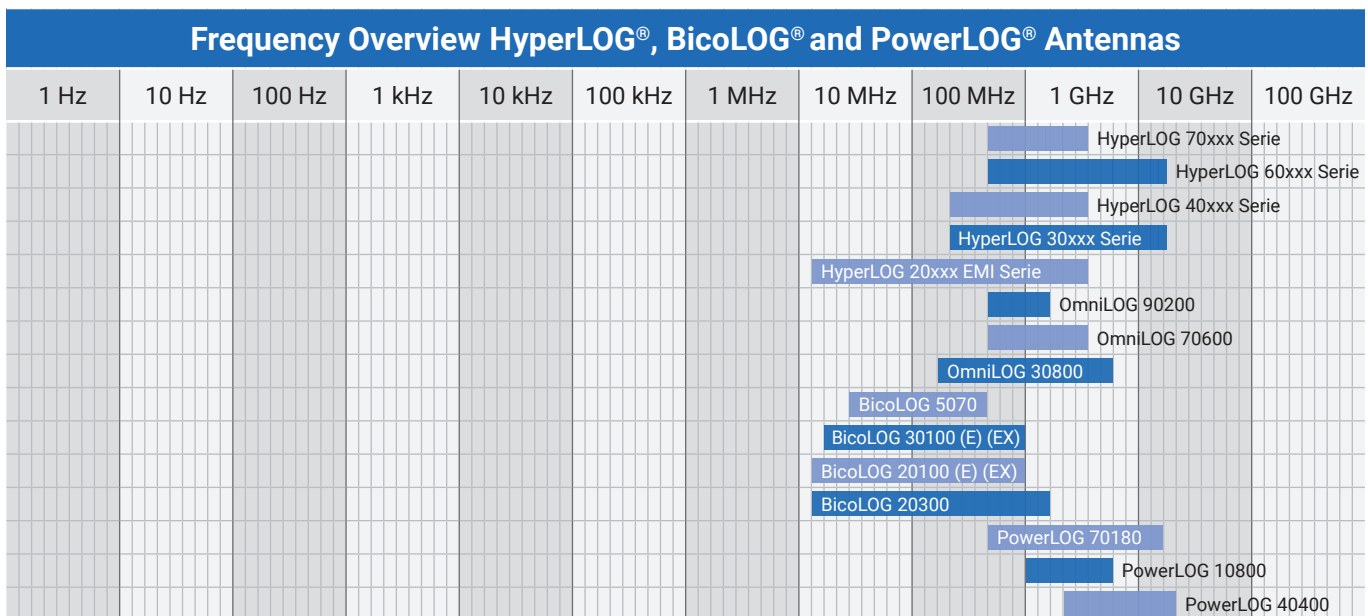 Frequency Overview HyperLOG®, BicoLOG® and PowerLOG® Antennas
1 Hz 10 Hz 100 Hz 1 kHz 10 kHz 100 kHz 1 MHz 10 MHz 100 MHz 1 GHz 10 GHz 100 GHz
HyperLOG 70xxx Serie
HyperLOG 60xxx Serie
HyperLOG 40xxx Serie
HyperLOG 30xxx Serie
HyperLOG 20xxx EMI Serie
OmniLOG 90200
OmniLOG 70600
OmniLOG 30800
BicoLOG 5070
BicoLOG 30100 (E) (EX)
BicoLOG 20100 (E) (EX)
BicoLOG 20300
PowerLOG 70180
PowerLOG 10800
PowerLOG 40400